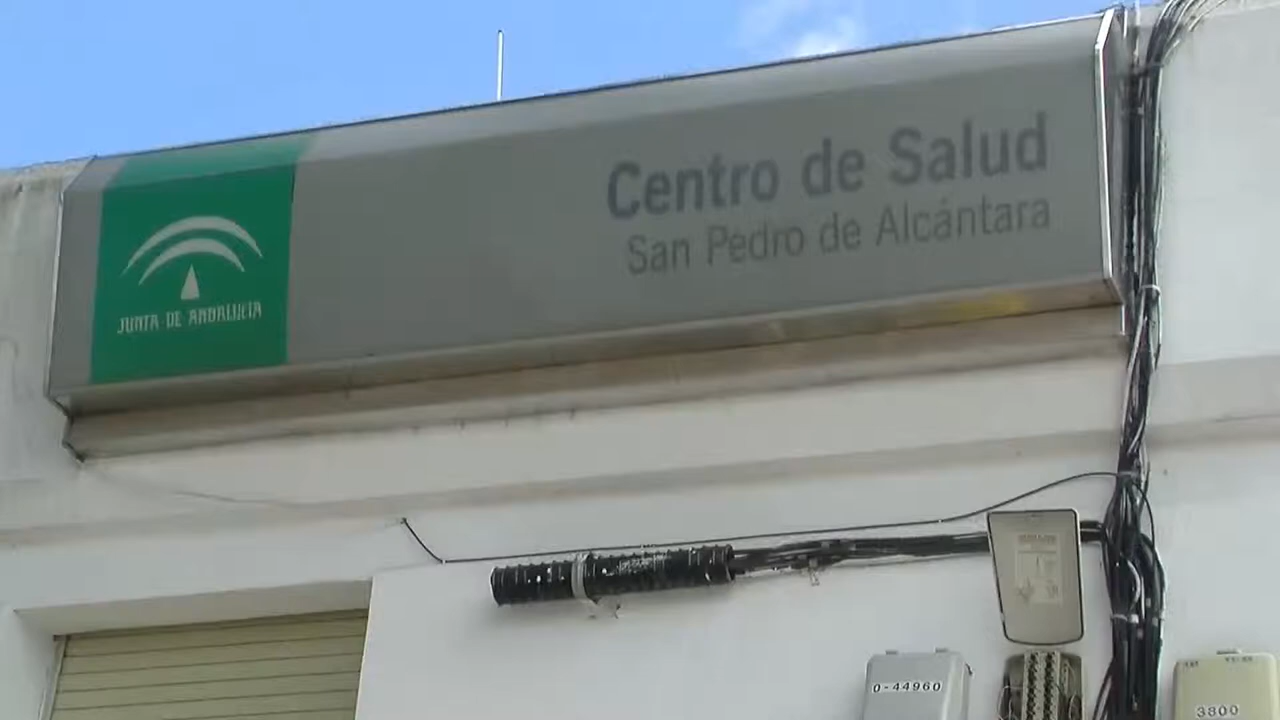 Centro de Salud
San Pedro de Alcántara
JUNTA DE ANDALUCIA
0-44960
3800